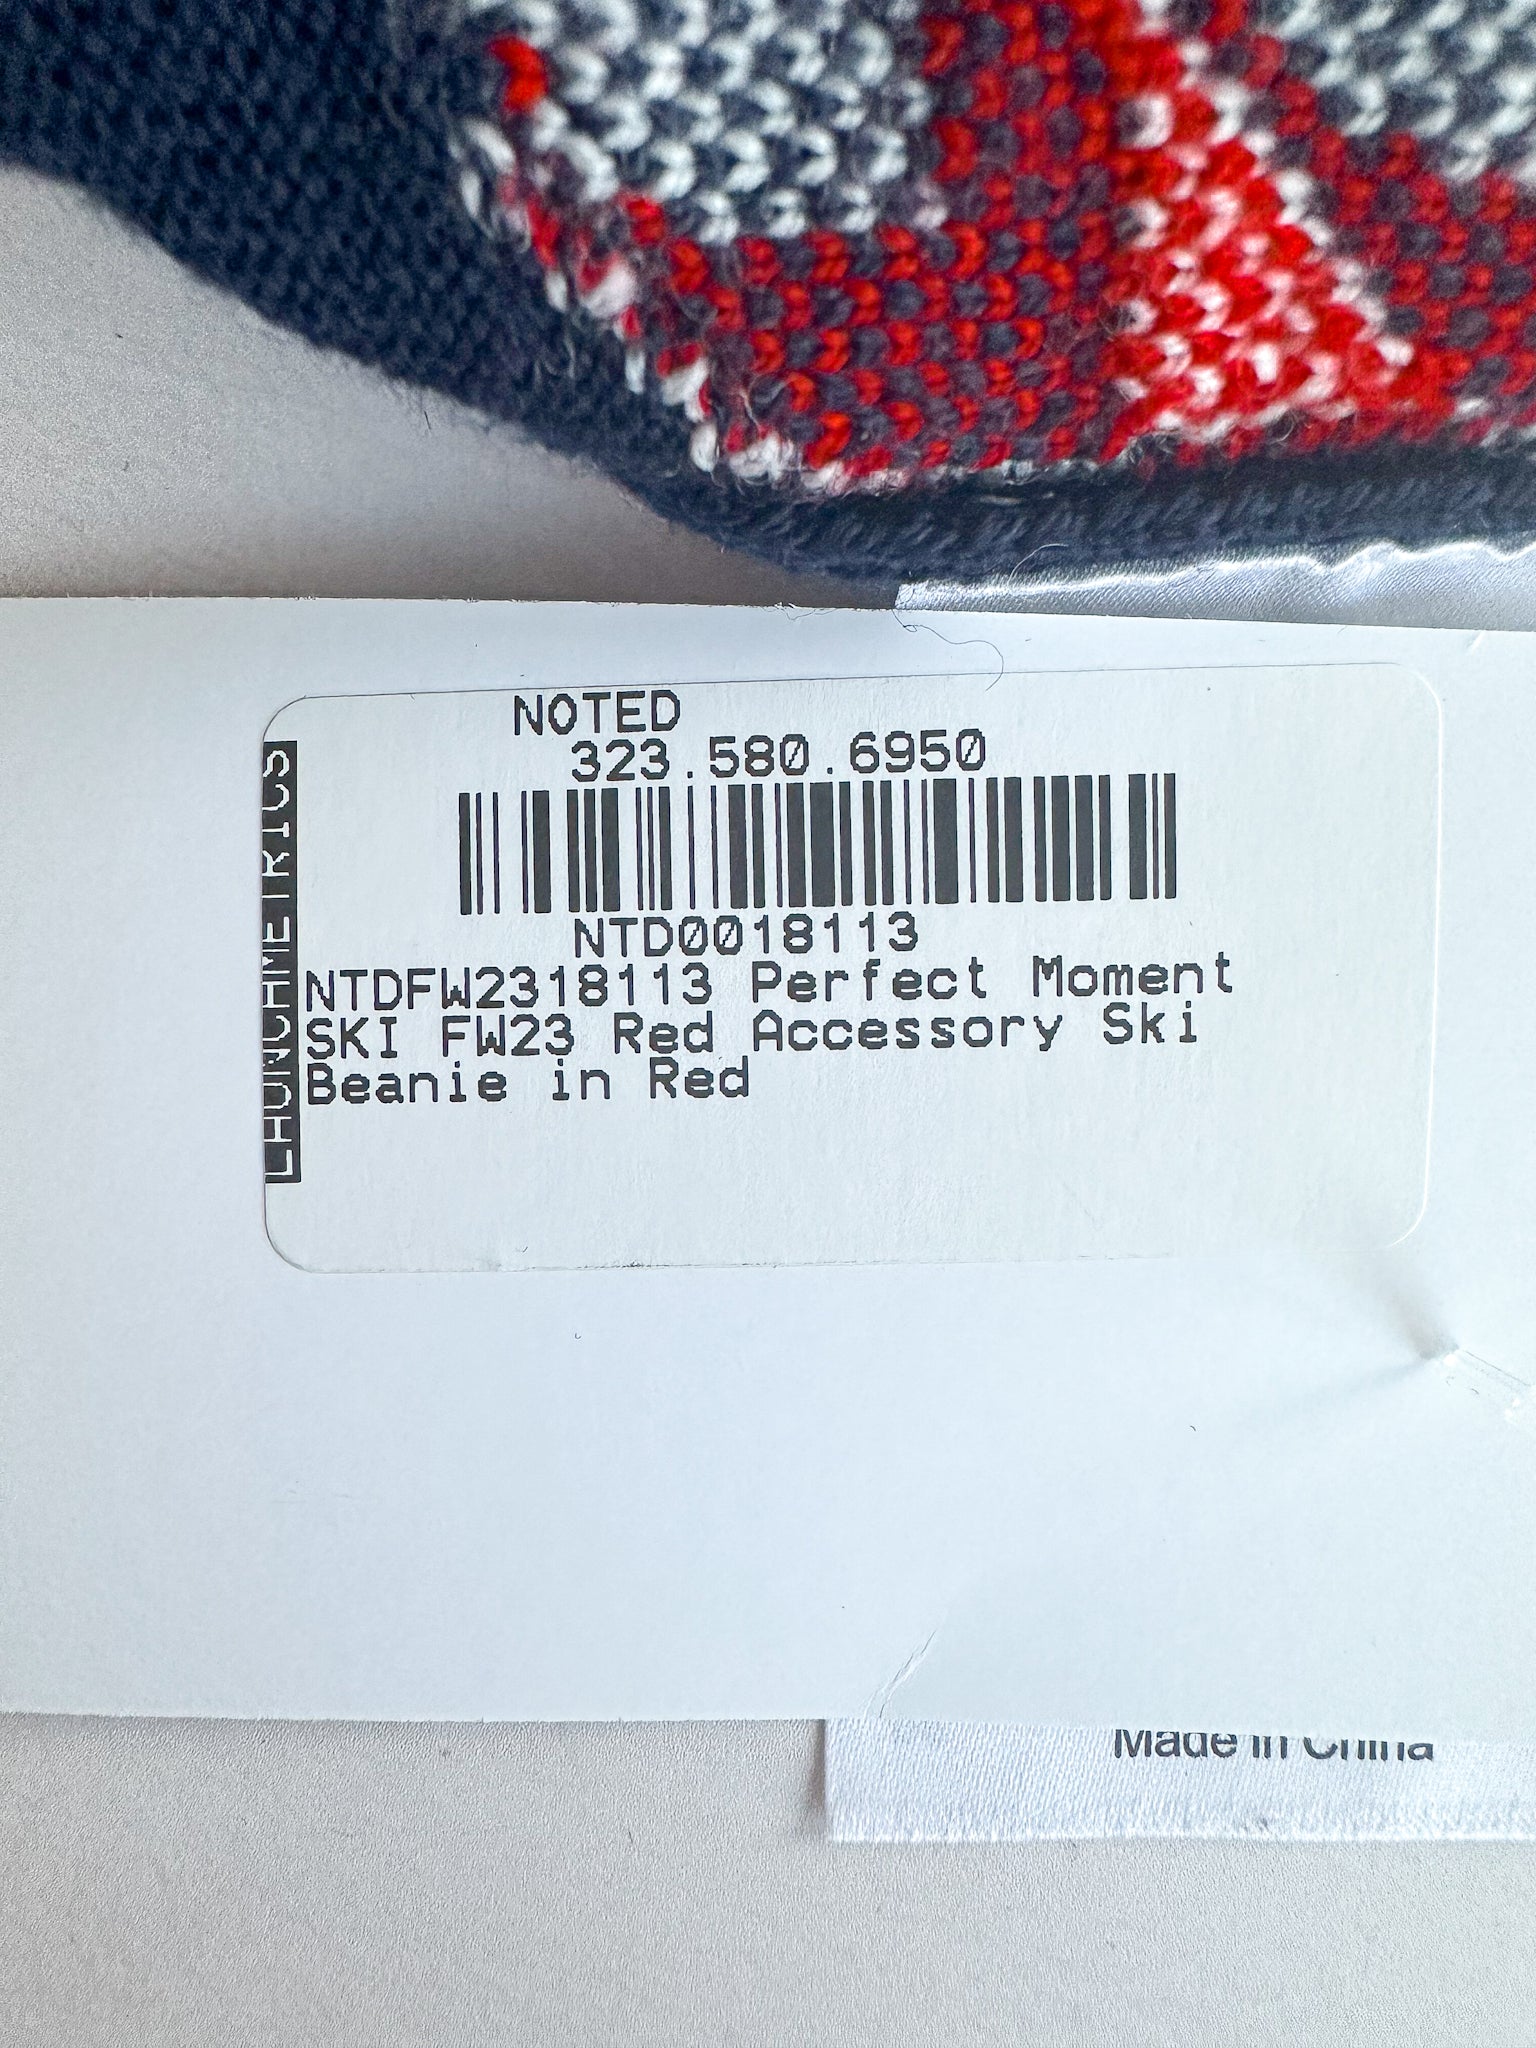 NOTED
323.580.6950
LAUNCHMETRICS
NTD0018113
NTDFW2318113 Perfect Moment
SKI FW23 Red Accessory Ski
Beanie in Red
Made in China